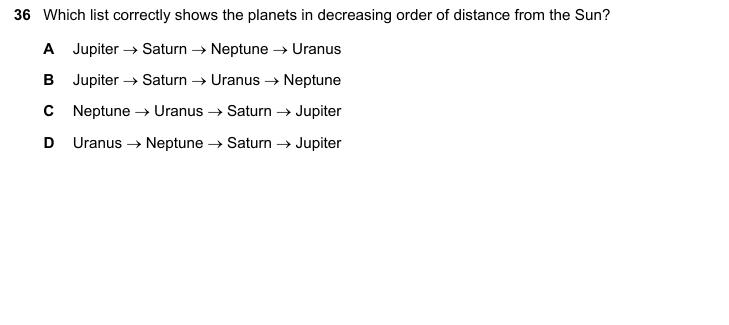 36 Which list correctly shows the planets in decreasing order of distance from the Sun?
A Jupiter → Saturn → Neptune → Uranus
B Jupiter → Saturn → Uranus → Neptune
C Neptune → Uranus → Saturn → Jupiter
D Uranus → Neptune → Saturn → Jupiter